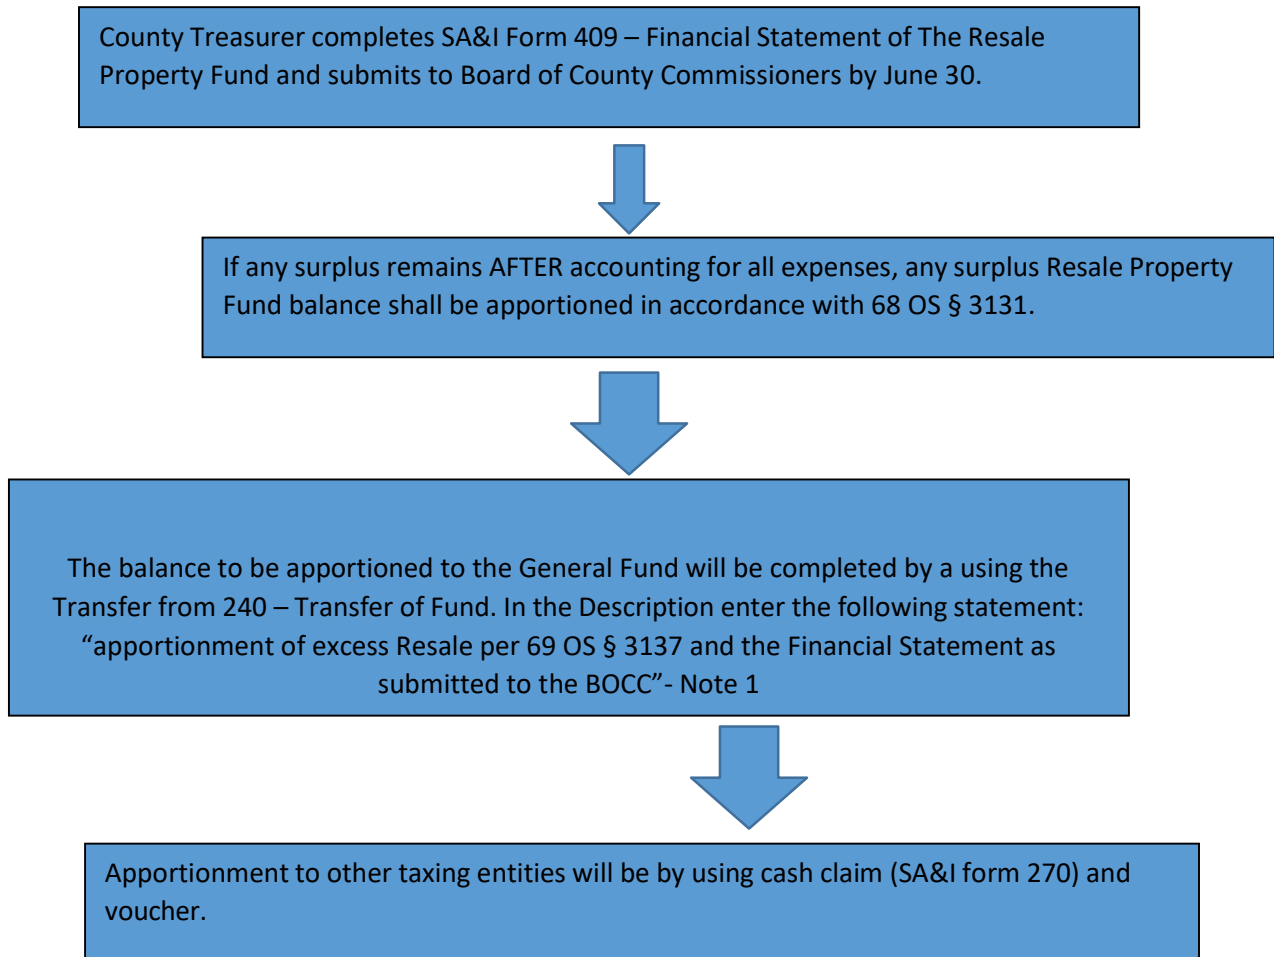 County Treasurer completes SA&I Form 409 – Financial Statement of The Resale
Property Fund and submits to Board of County Commissioners by June 30.
If any surplus remains AFTER accounting for all expenses, any surplus Resale Property
Fund balance shall be apportioned in accordance with 68 OS § 3131.
The balance to be apportioned to the General Fund will be completed by a using the
Transfer from 240 – Transfer of Fund. In the Description enter the following statement:
“apportionment of excess Resale per 69 OS § 3137 and the Financial Statement as
submitted to the BOCC”- Note 1
Apportionment to other taxing entities will be by using cash claim (SA&I form 270) and
voucher.